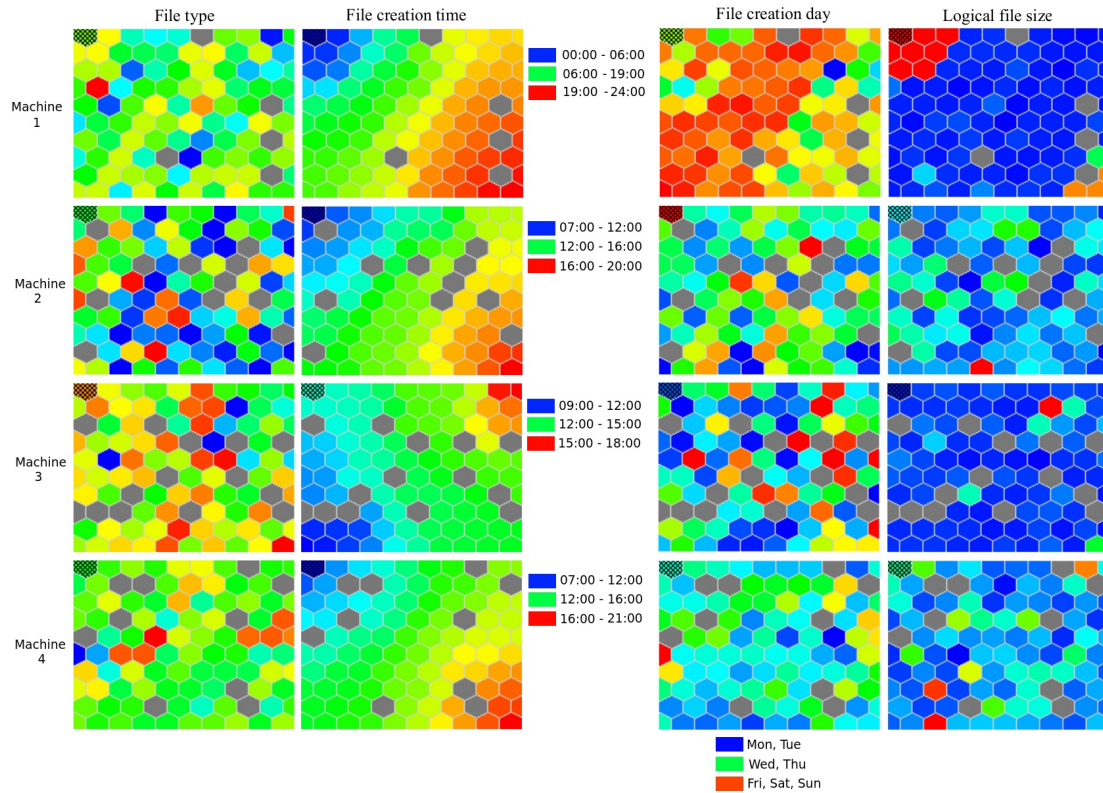 File type
File creation time
File creation day
Logical file size
Machine
1
00:00 - 06:00
06:00 - 19:00
19:00 -24:00
Machine
2
07:00 - 12:00
12:00 - 16:00
16:00 - 20:00
Machine
3
09:00 - 12:00
12:00 - 15:00
15:00 - 18:00
Machine
4
07:00 - 12:00
12:00 - 16:00
16:00 - 21:00
Mon, Tue
Wed, Thu
Fri, Sat, Sun